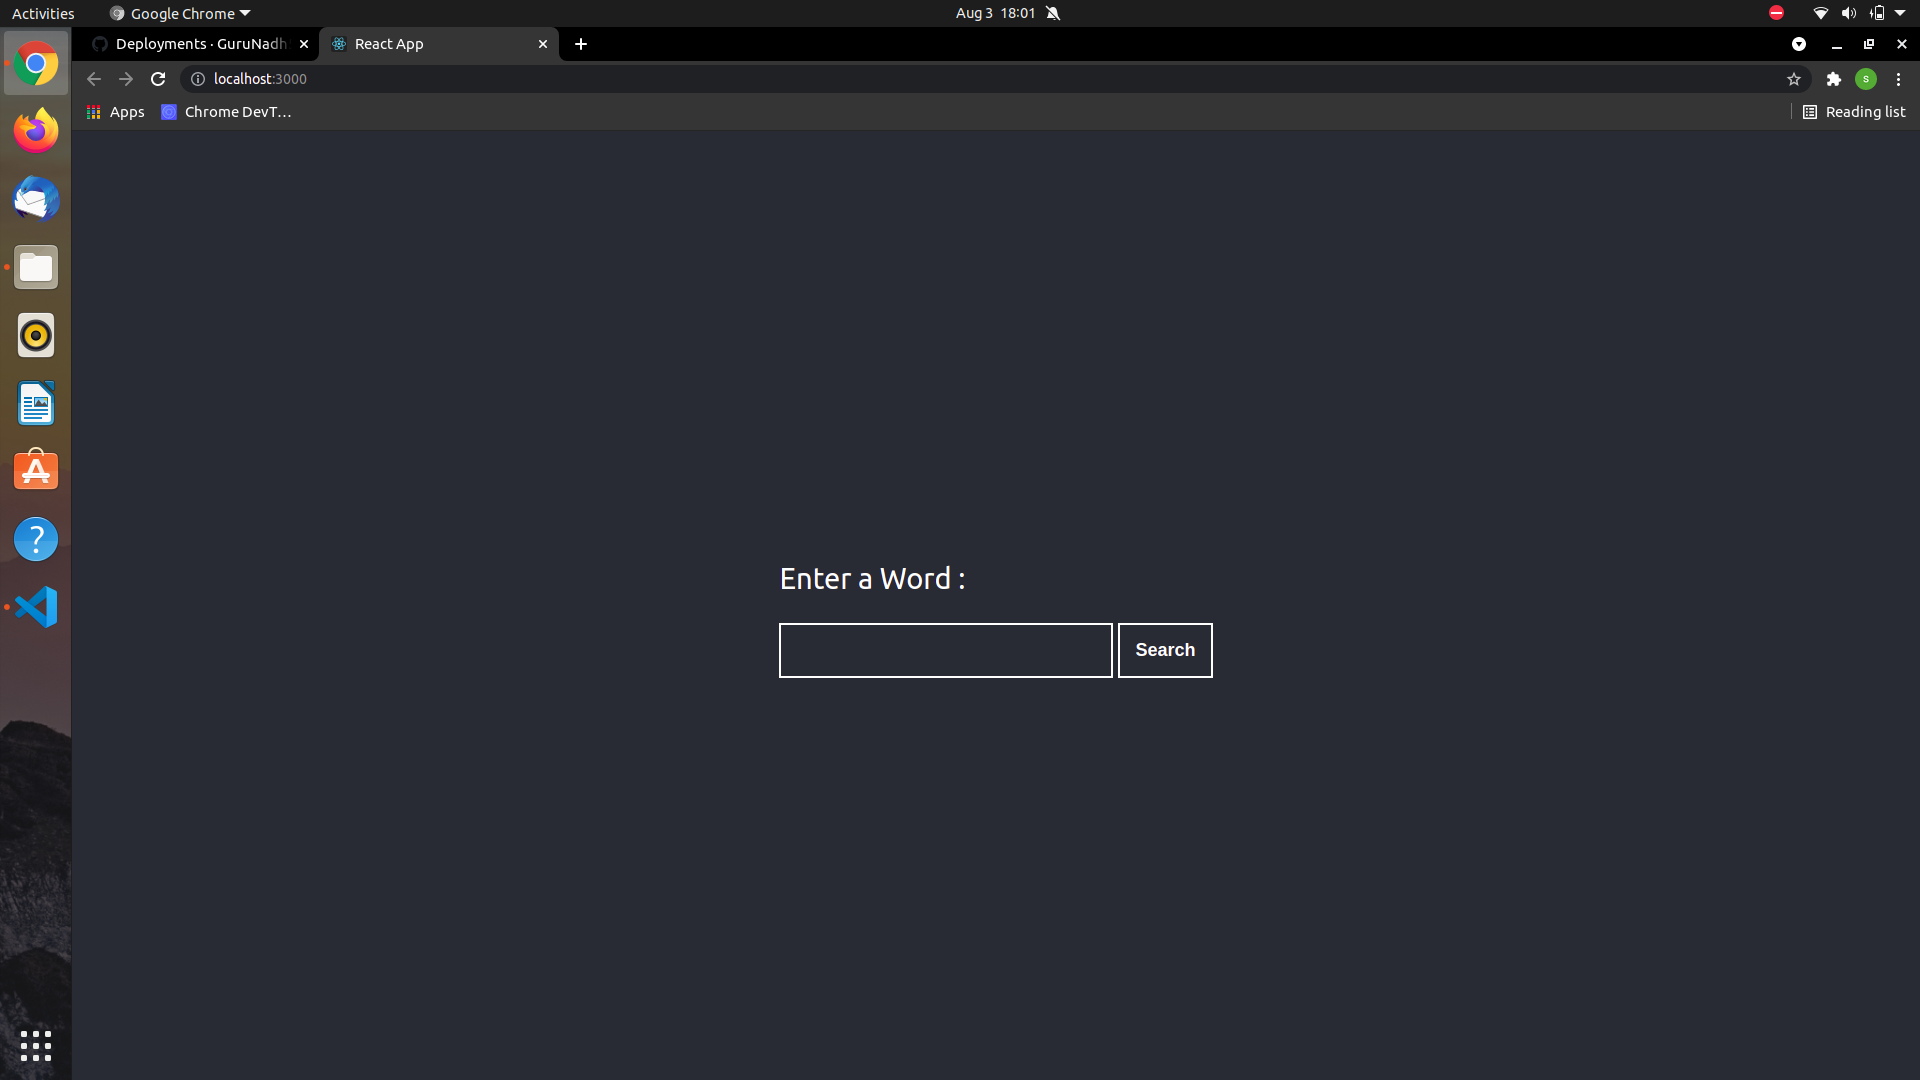 Activities Google Chrome Aug 3 18:01
Deployments · GuruNadh React App
localhost:3000 S
Apps Chrome DevT… Reading list
Enter a Word :
Search